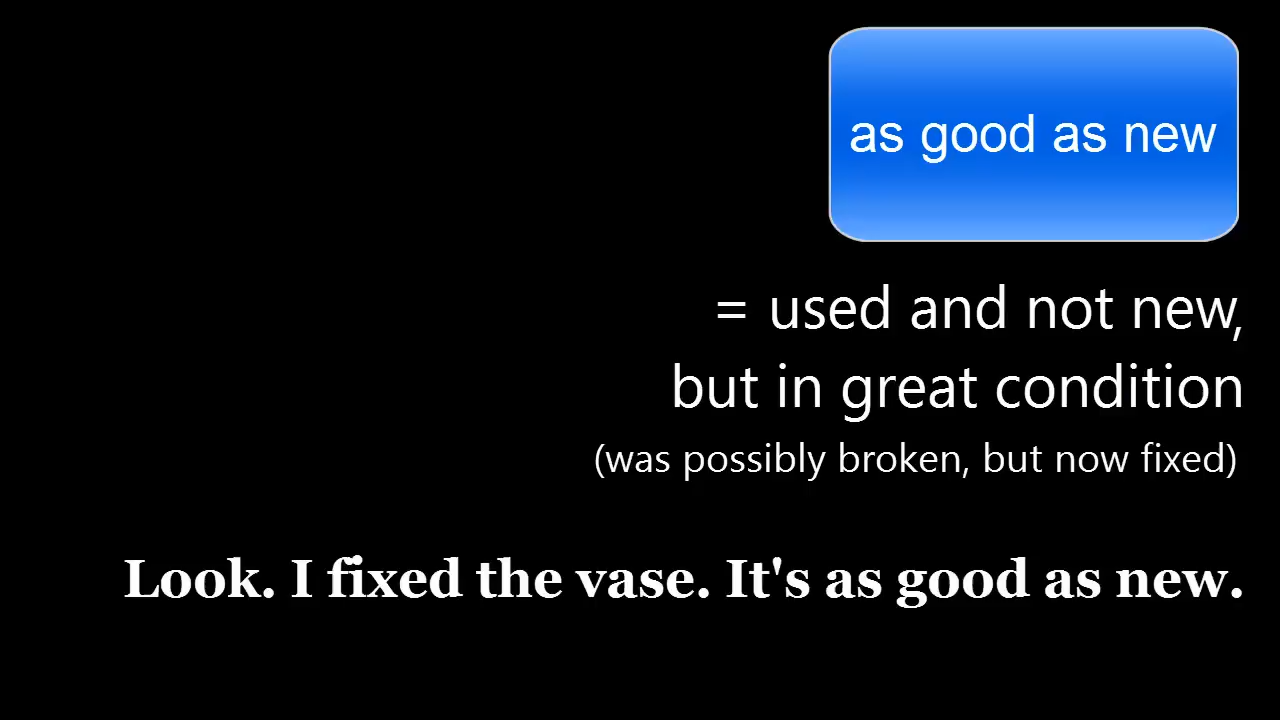 as good as new
= used and not new,
but in great condition
(was possibly broken, but now fixed)
Look. I fixed the vase. It's as good as new.